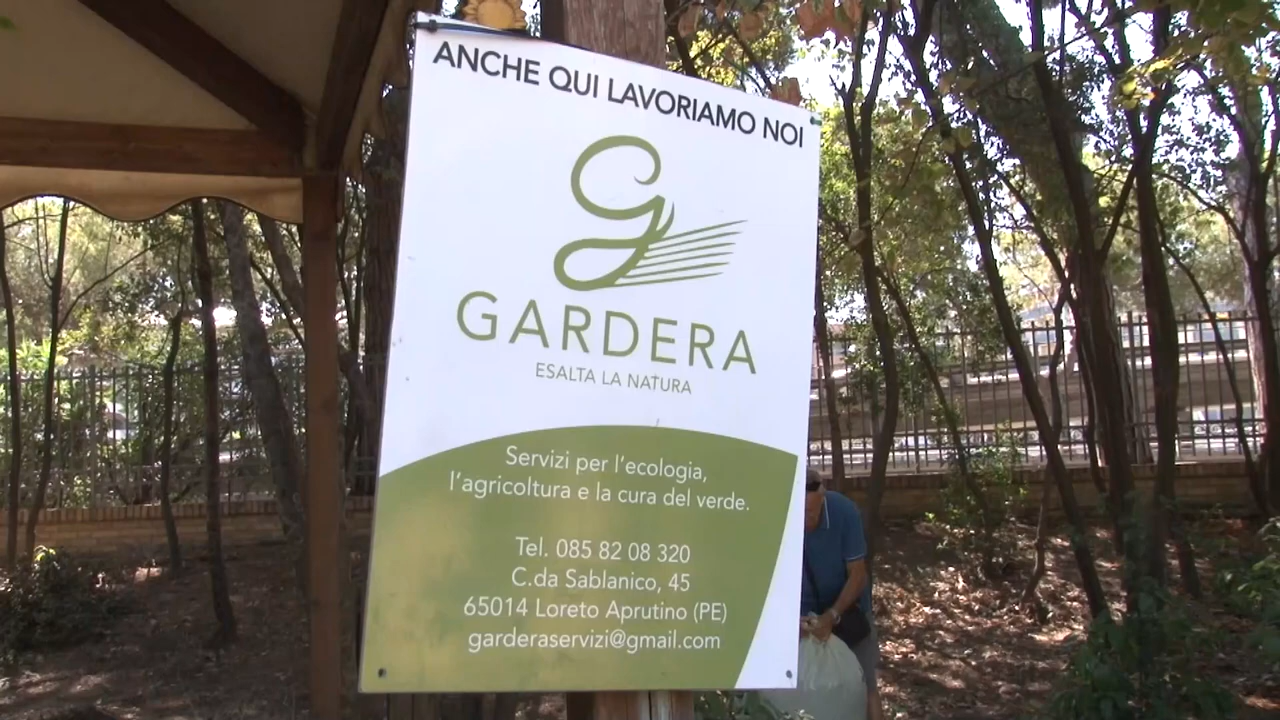 ANCHE QUI LAVORIAMO NOI
GARDERA
ESALTA LA NATURA
Servizi per l'ecologia,
l'agricoltura e la cura del verde.
Tel. 085 82 08 320
C.da Sablanico, 45
65014 Loreto Aprutino (PE)
garderaservizi@gmail.com